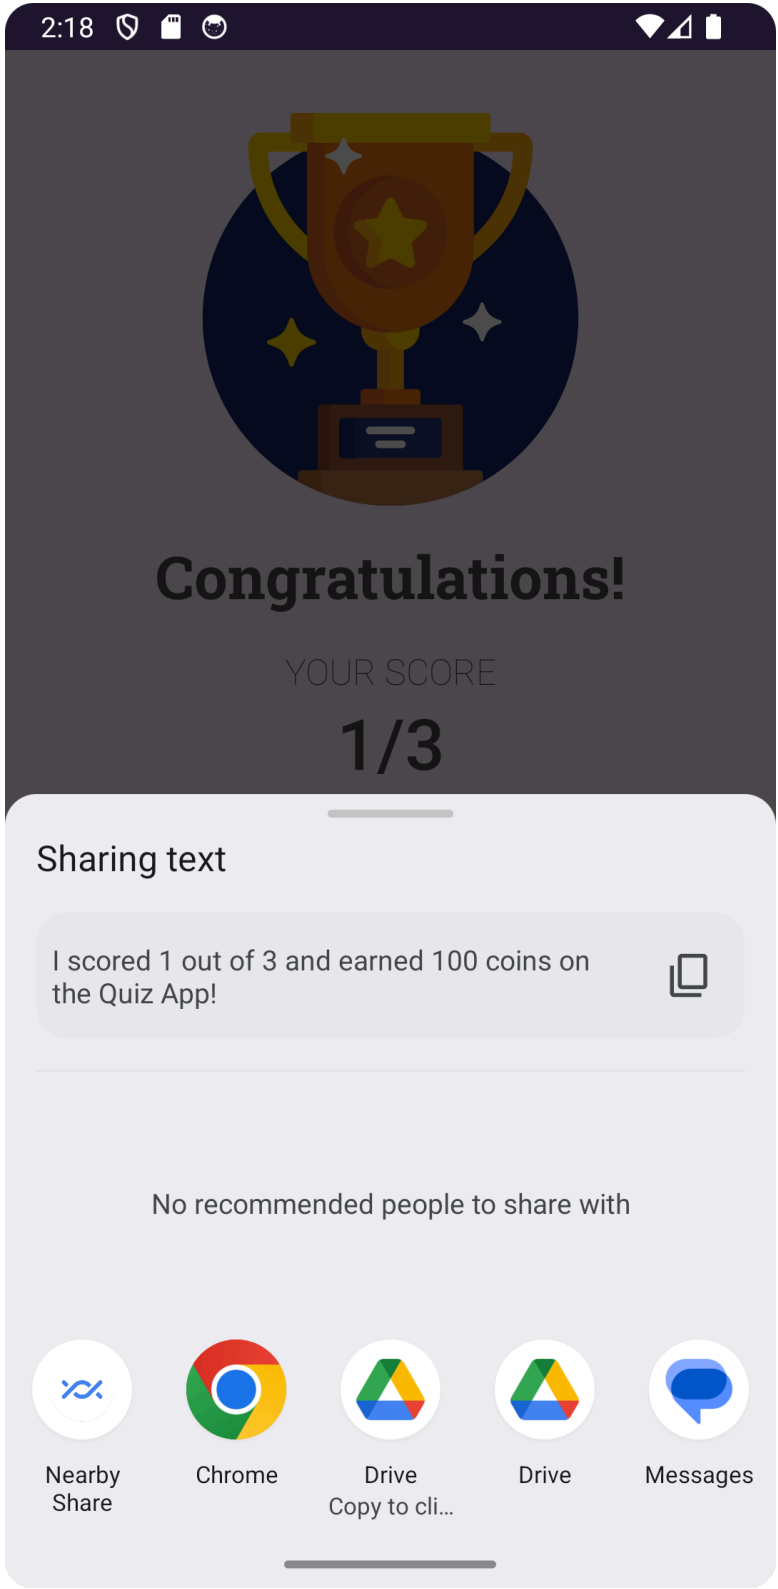 2:18
Congratulations!
YOUR SCORE
1/3
Sharing text
I scored 1 out of 3 and earned 100 coins on
the Quiz App!
No recommended people to share with
Nearby
Share
Chrome
Drive
Copy to cli...
Drive
Messages